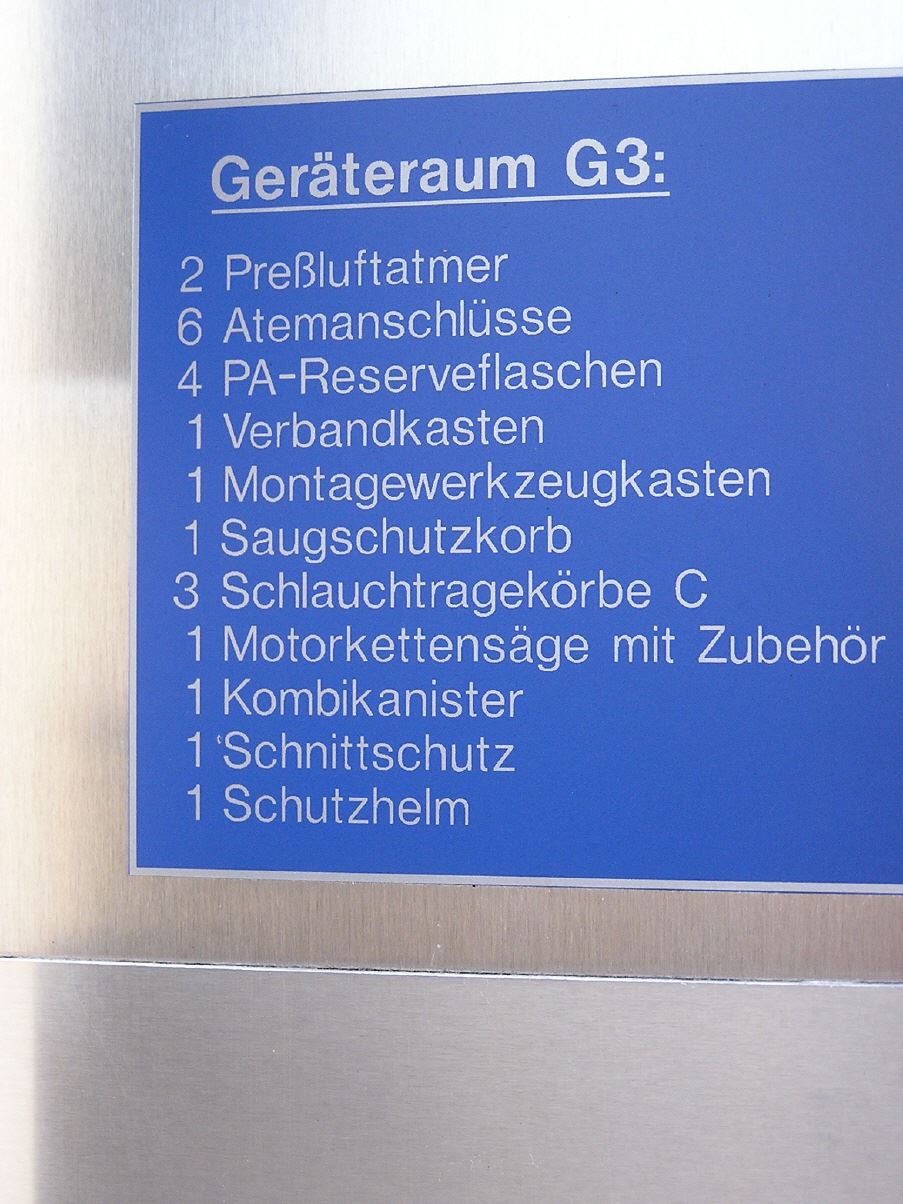 Geräteraum G3:
2 Preßluftatmer
6 Atemanschlüsse
4 PA-Reserveflaschen
1 Verbandkasten
1 Montagewerkzeugkasten
1 Saugschutzkorb
3 Schlauchtragekörbe C
1 Motorkettensäge mit Zubehör
1 Kombikanister
1 Schnittschutz
1 Schutzhelm